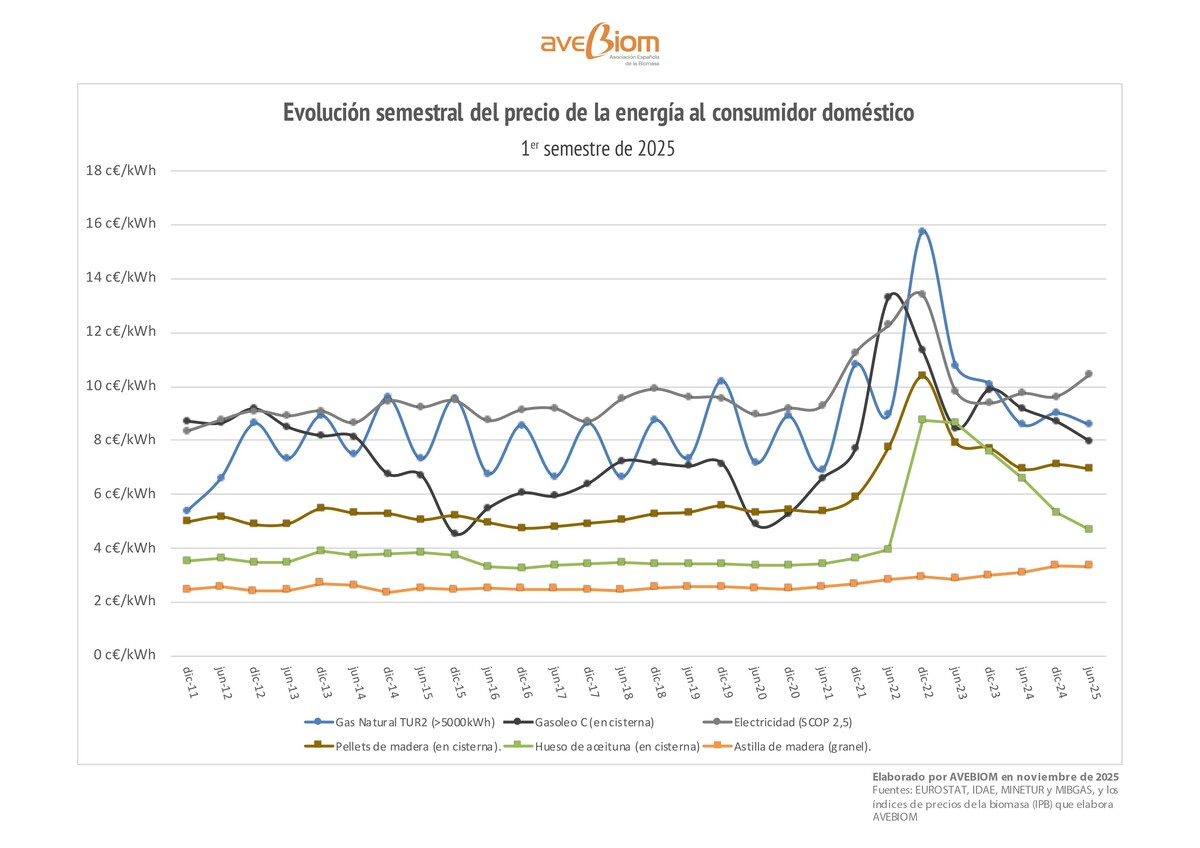 aveBiom
Asociación Española
de la Biomasa
Evolución semestral del precio de la energía al consumidor doméstico
1er semestre de 2025
18 c€/kWh
16 c€/kWh
14 c€/kWh
12 c€/kWh
10 c€/kWh
8 c€/kWh
6 c€/kWh
4 c€/kWh
2 c€/kWh
0 c€/kWh
dic-11
jun-12
dic-12
jun-13
dic-13
jun-14
dic-14
jun-15
dic-15
jun-16
dic-16
jun-17
dic-17
jun-18
dic-18
jun-19
dic-19
jun-20
dic-20
jun-21
dic-21
jun-22
dic-22
jun-23
dic-23
jun-24
dic-24
jun-25
Gas Natural TUR2 (>5000kWh)
Gasoleo C (en cisterna)
Electricidad (SCOP 2,5)
Pellets de madera (en cisterna).
Hueso de aceituna (en cisterna)
Astilla de madera (granel).
Elaborado por AVEBIOM en noviembre de 2025
Fuentes: EUROSTAT, IDAE, MINETUR y MIBGAS, y los
índices de precios de la biomasa (IPB) que elabora
AVEBIOM